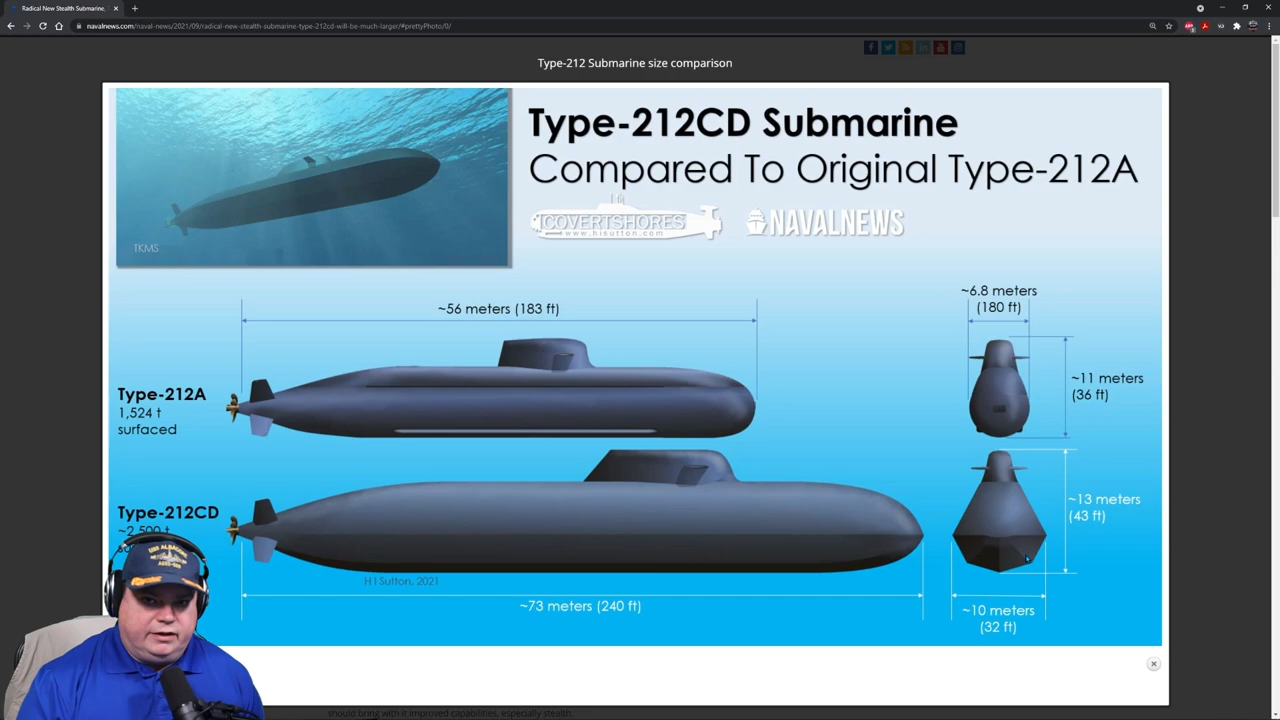 Radical New Stealth Submarine,
navalnews.com/naval-news/2021/09/radical-new-stealth-submarine-type-212cd-will-be-much-larger/#prettyPhoto/0/
Type-212 Submarine size comparison
Type-212CD Submarine
Compared To Original Type-212A
COVERTSHORES
www.hisutton.com
NAVALNEWS
TKMS
~56 meters (183 ft)
~6.8 meters
(180 ft)
Type-212A
1,524 t
surfaced
~11 meters
(36 ft)
Type-212CD
~2,500 t
~13 meters
(43 ft)
H I Sutton, 2021
~73 meters (240 ft)
~10 meters
(32 ft)
USS ALBACORE
should bring with it improved capabilities, especially stealth